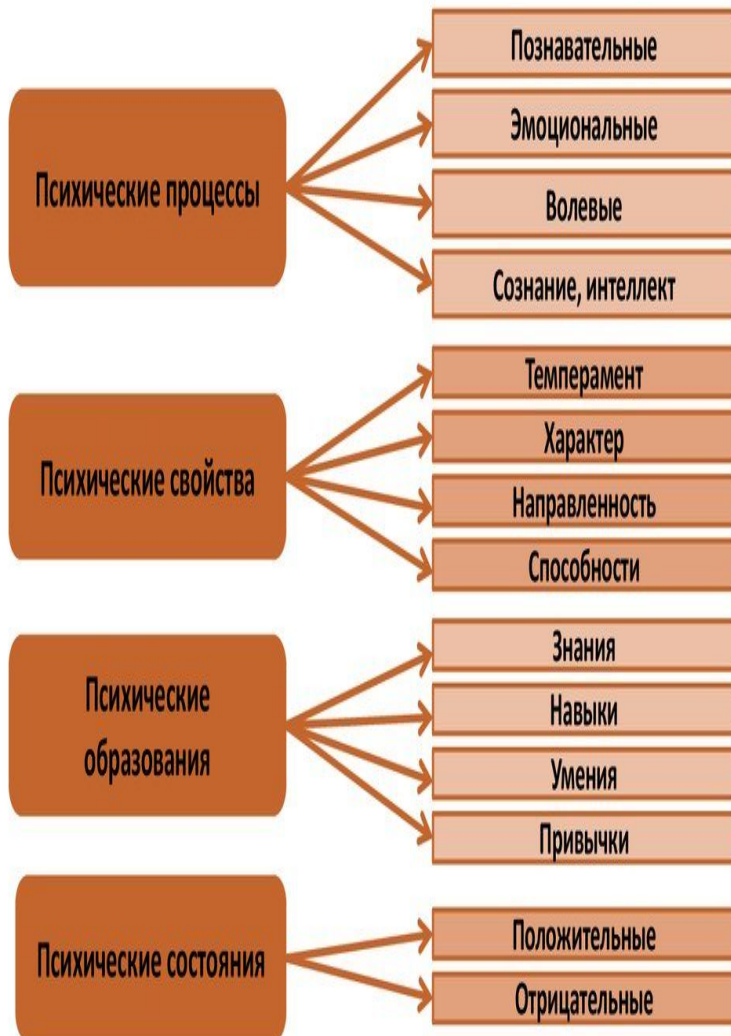 Психические процессы
Познавательные
Эмоциональные
Волевые
Сознание, интеллект
Психические свойства
Темперамент
Характер
Направленность
Способности
Психические
образования
Знания
Навыки
Умения
Привычки
Психические состояния
Положительные
Отрицательные